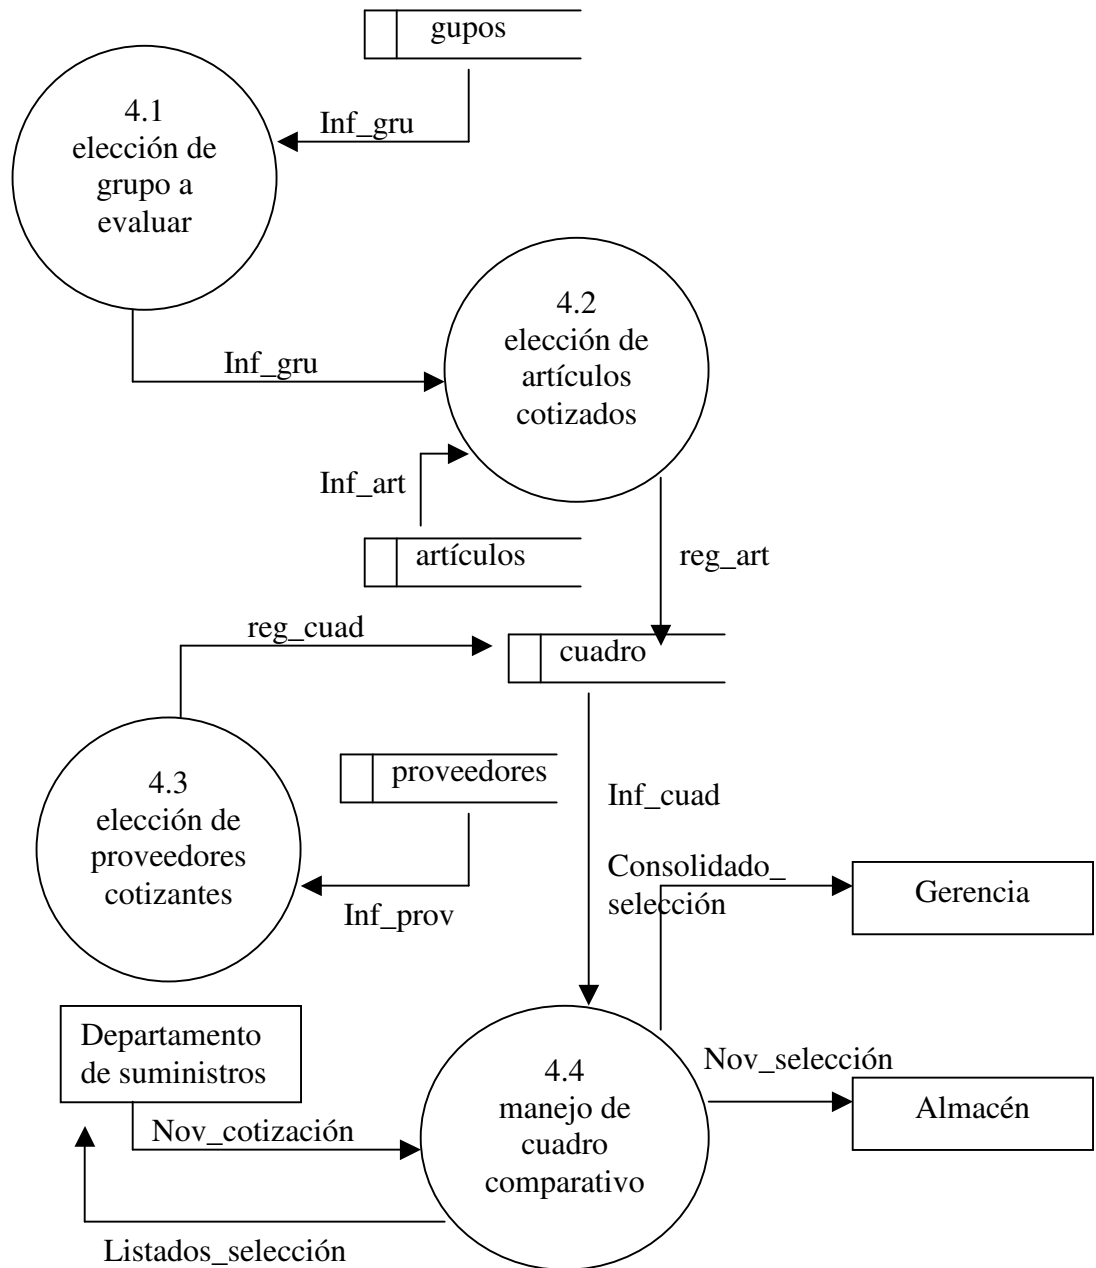 gupos
4.1
elección de
grupo a
evaluar
Inf_gru
4.2
elección de
artículos
cotizados
Inf_gru
Inf_art
artículos
reg_art
reg_cuad
cuadro
4.3
elección de
proveedores
cotizantes
proveedores
Inf_prov
Inf_cuad
Consolidado_
selección
Gerencia
Departamento
de suministros
4.4
manejo de
cuadro
comparativo
Nov_selección
Almacén
Nov_cotización
Listados_selección